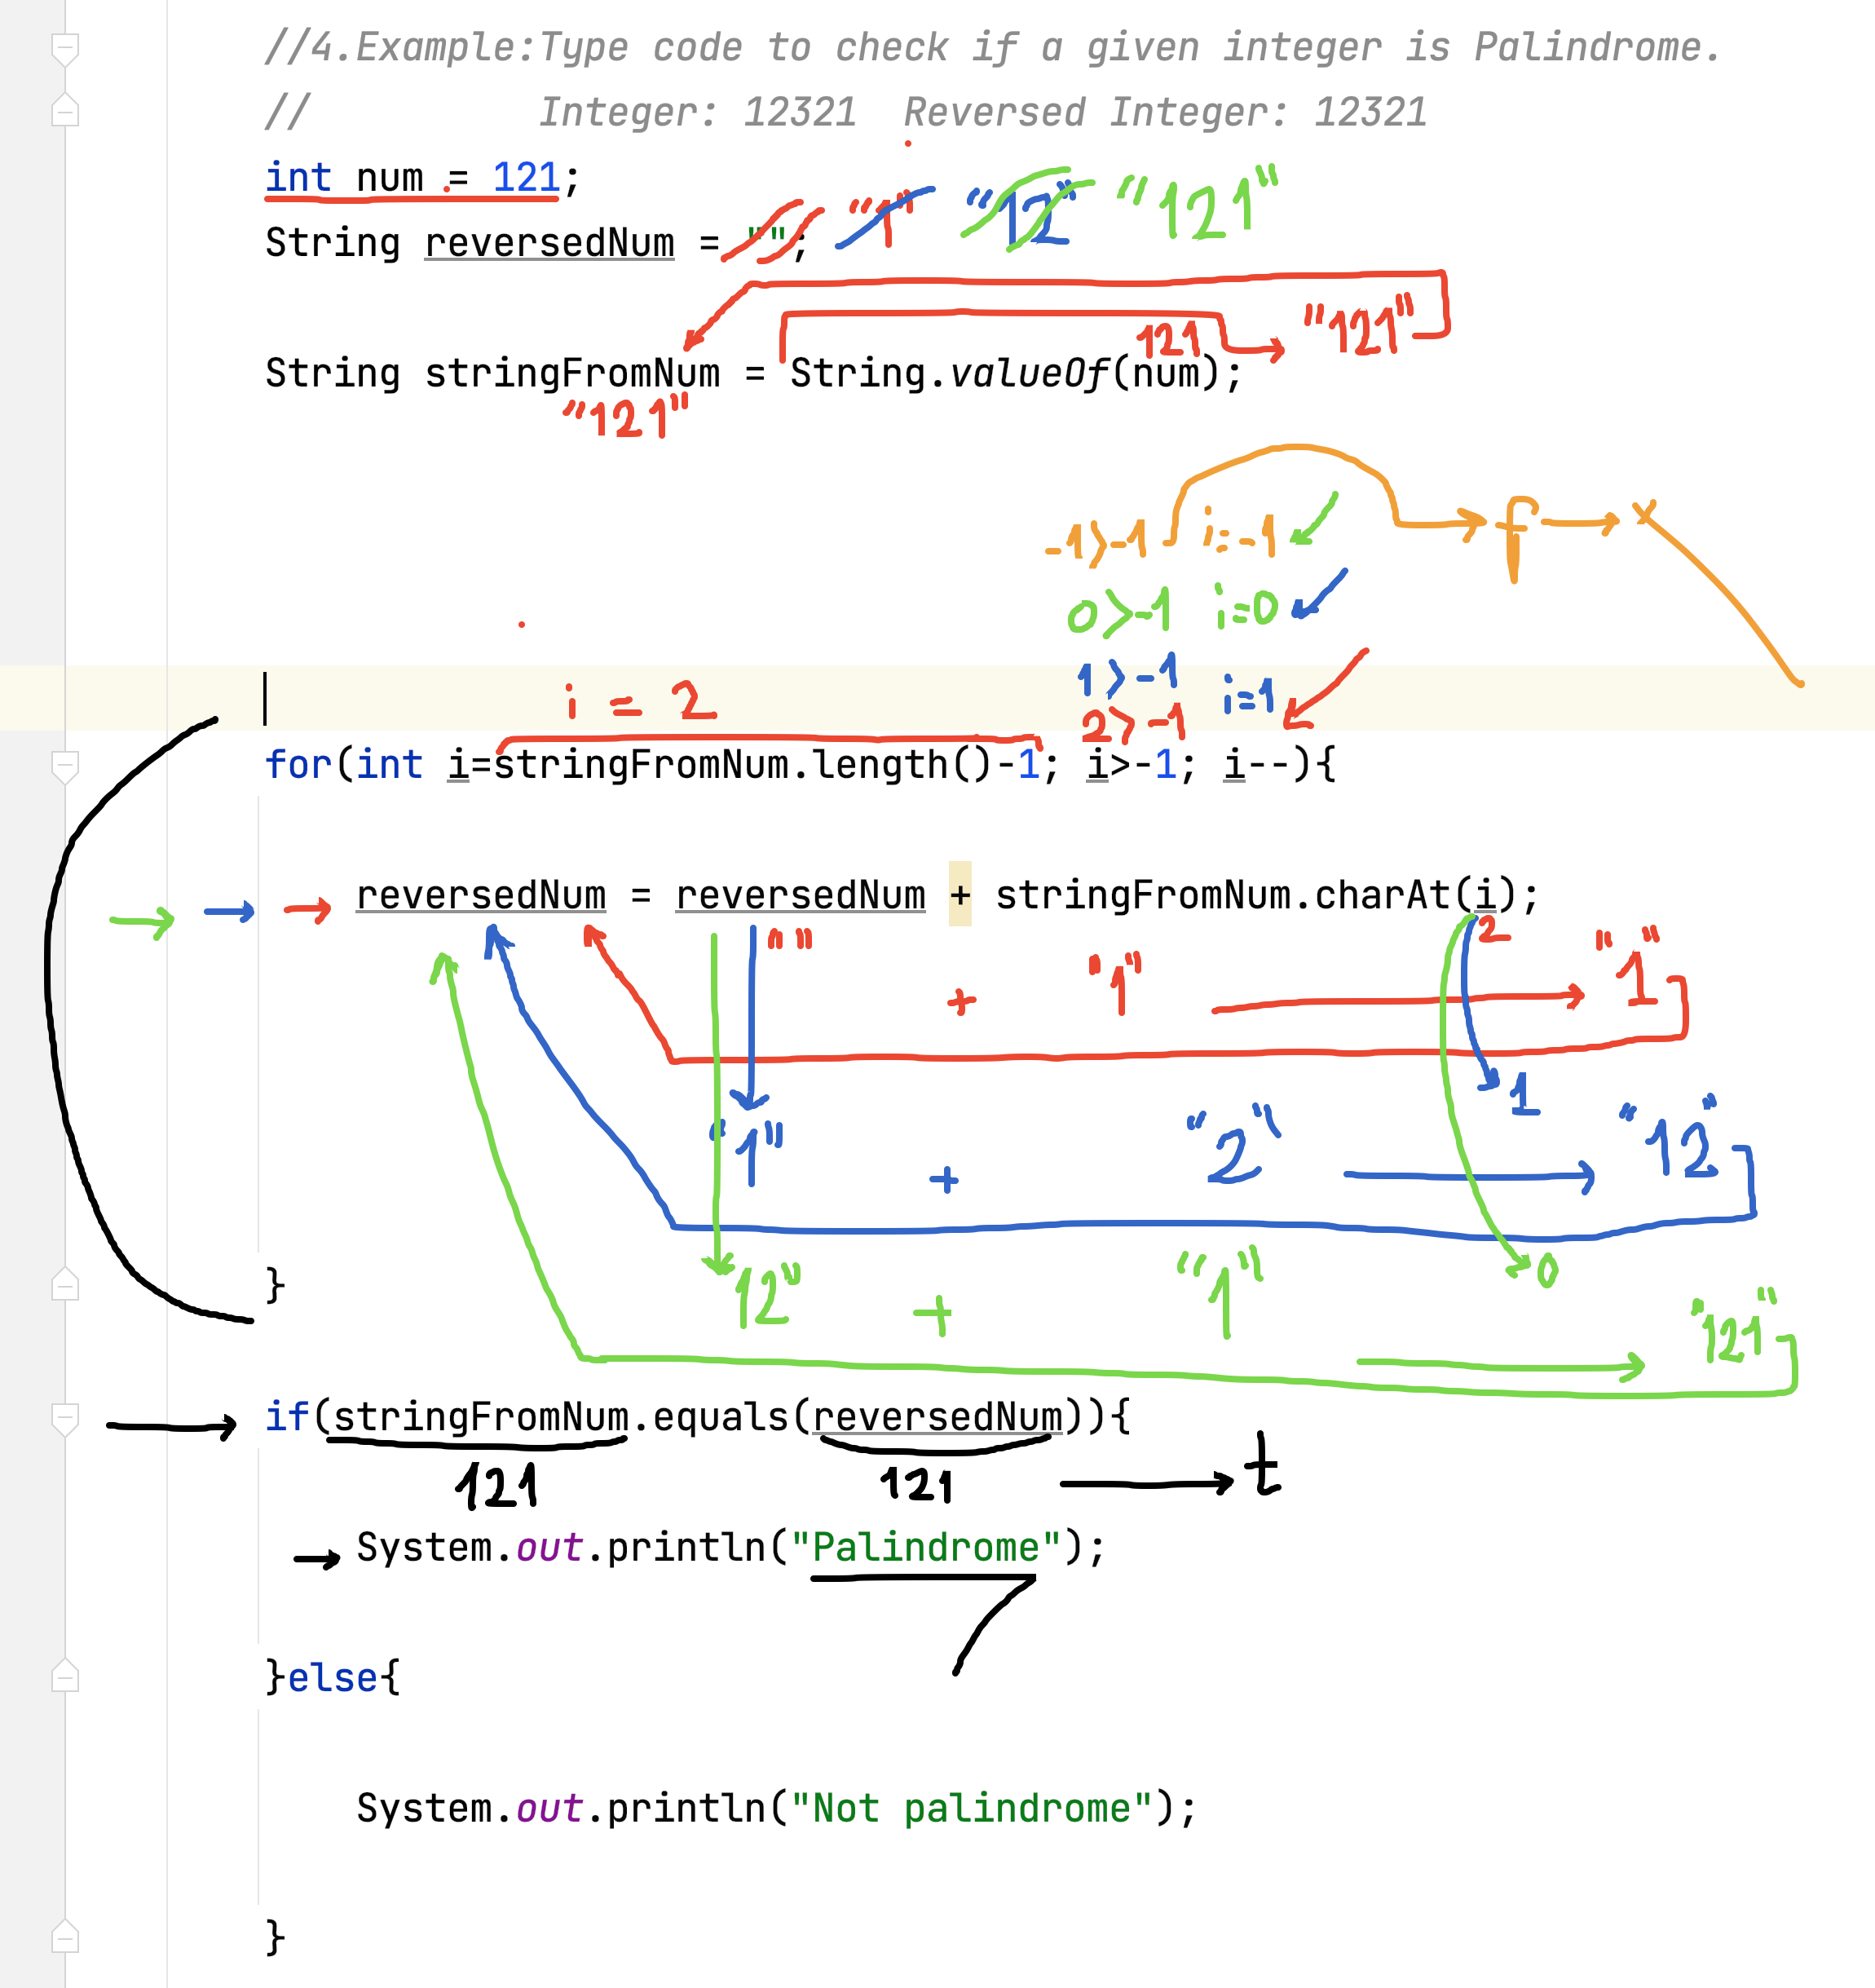 //4.Example:Type code to check if a given integer is Palindrome.
// Integer: 12321 Reversed Integer: 12321
int num = 121;
"1" "12" "121"
String reversedNum = "";
121 "121"
String stringFromNum = String.valueOf(num);
"121"
-1>-1 i=-1 f x
0>-1 i=0
1>-1 i=1
i = 2 2>-1
for(int i=stringFromNum.length()-1; i>-1; i--){
reversedNum = reversedNum + stringFromNum.charAt(i);
" " + "1" 2 "1"
1
"1" + "2" "12"
12" + "1" 0
"121"
}
if(stringFromNum.equals(reversedNum)){
121 121 t
System.out.println("Palindrome");
}else{
System.out.println("Not palindrome");
}